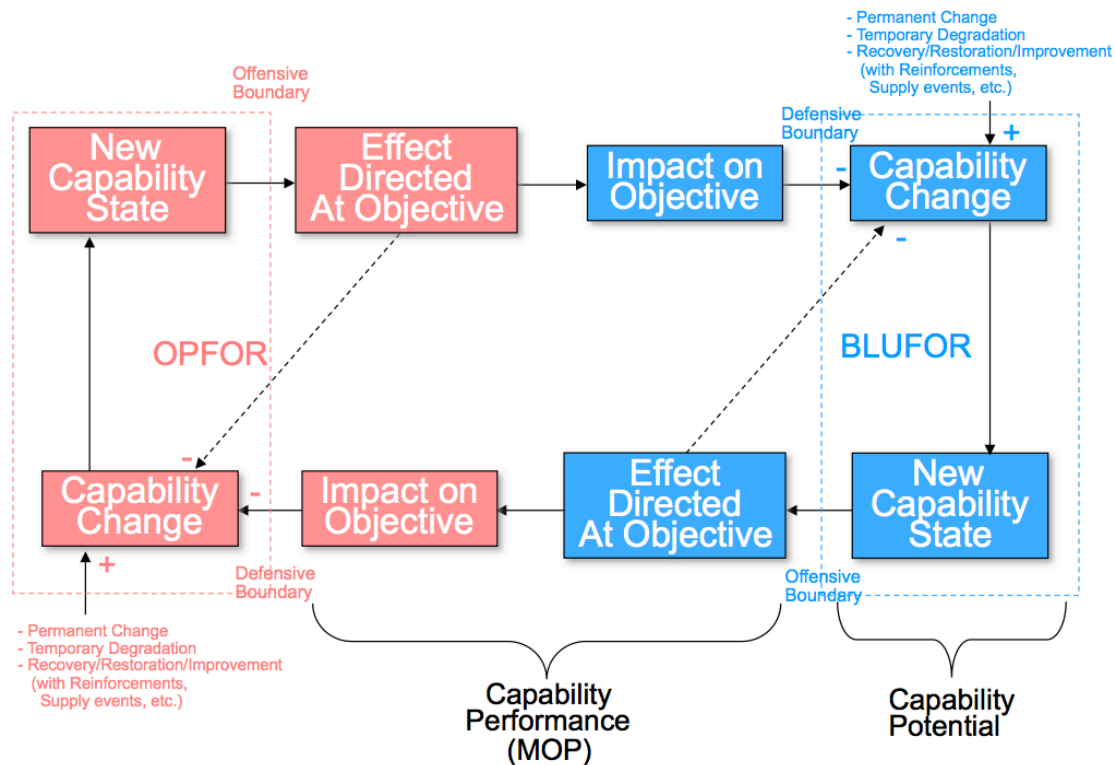 - Permanent Change
- Temporary Degradation
- Recovery/Restoration/Improvement
(with Reinforcements,
Supply events, etc.)
Offensive
Boundary
Defensive
Boundary
+
New
Capability
State
Effect
Directed
At Objective
Impact on
Objective
-
Capability
Change
-
OPFOR
BLUFOR
-
Capability
Change
-
+
Impact on
Objective
Effect
Directed
At Objective
New
Capability
State
Defensive
Boundary
Offensive
Boundary
- Permanent Change
- Temporary Degradation
- Recovery/Restoration/Improvement
(with Reinforcements,
Supply events, etc.)
Capability
Performance
(MOP)
Capability
Potential